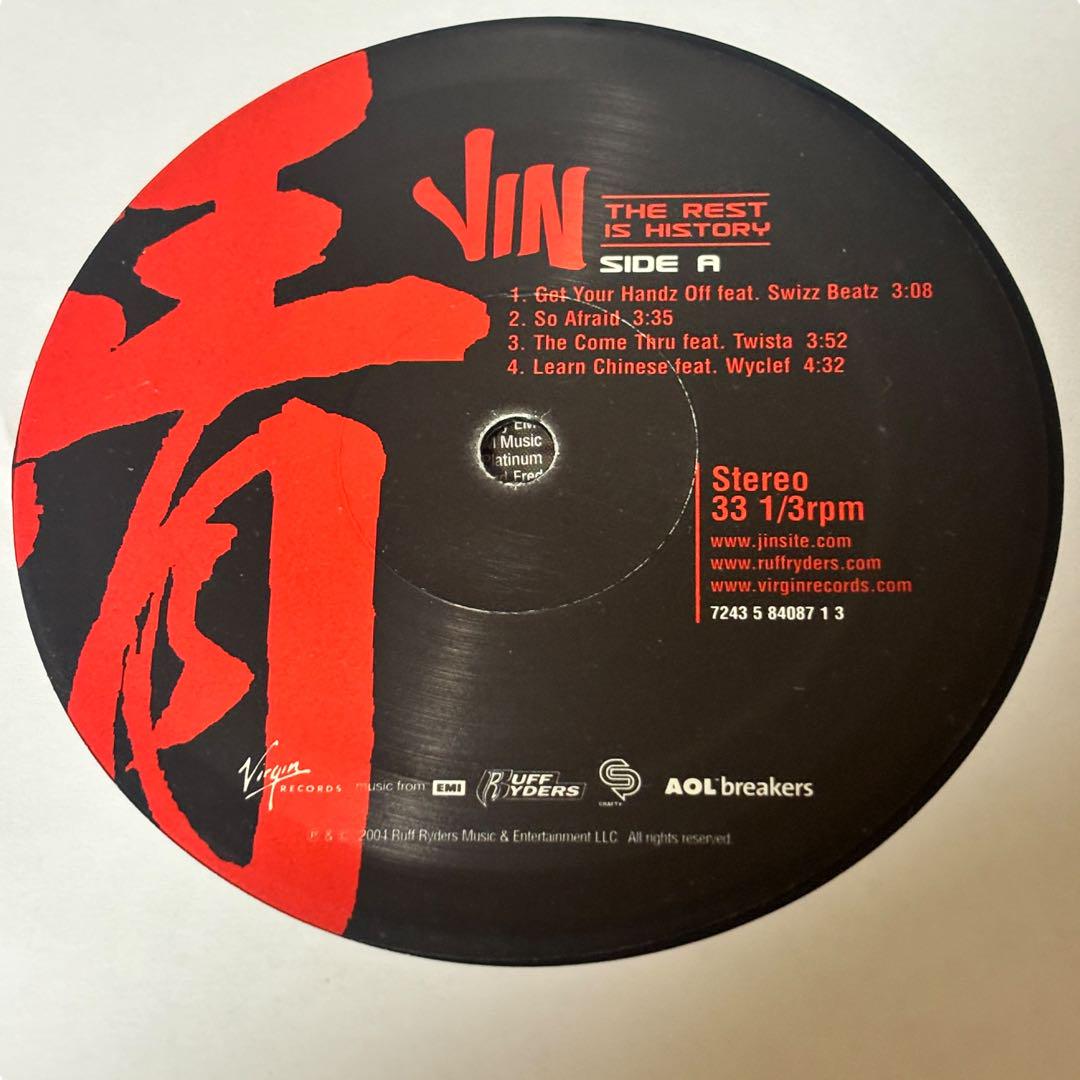 JIN
THE REST
IS HISTORY
SIDE A
1. Get Your Handz Off feat. Swizz Beatz 3:08
2. So Afraid 3:35
3. The Come Thru feat. Twista 3:52
4. Learn Chinese feat. Wyclef 4:32
Music
Stereo
33 1/3rpm
www.jinsite.com
www.ruffryders.com
www.virginrecords.com
7243 5 84087 1 3
Virgin RECORDS music from EMI RUFF RYDERS CRAFTY AOL breakers
℗ & © 2004 Ruff Ryders Music & Entertainment LLC All rights reserved.